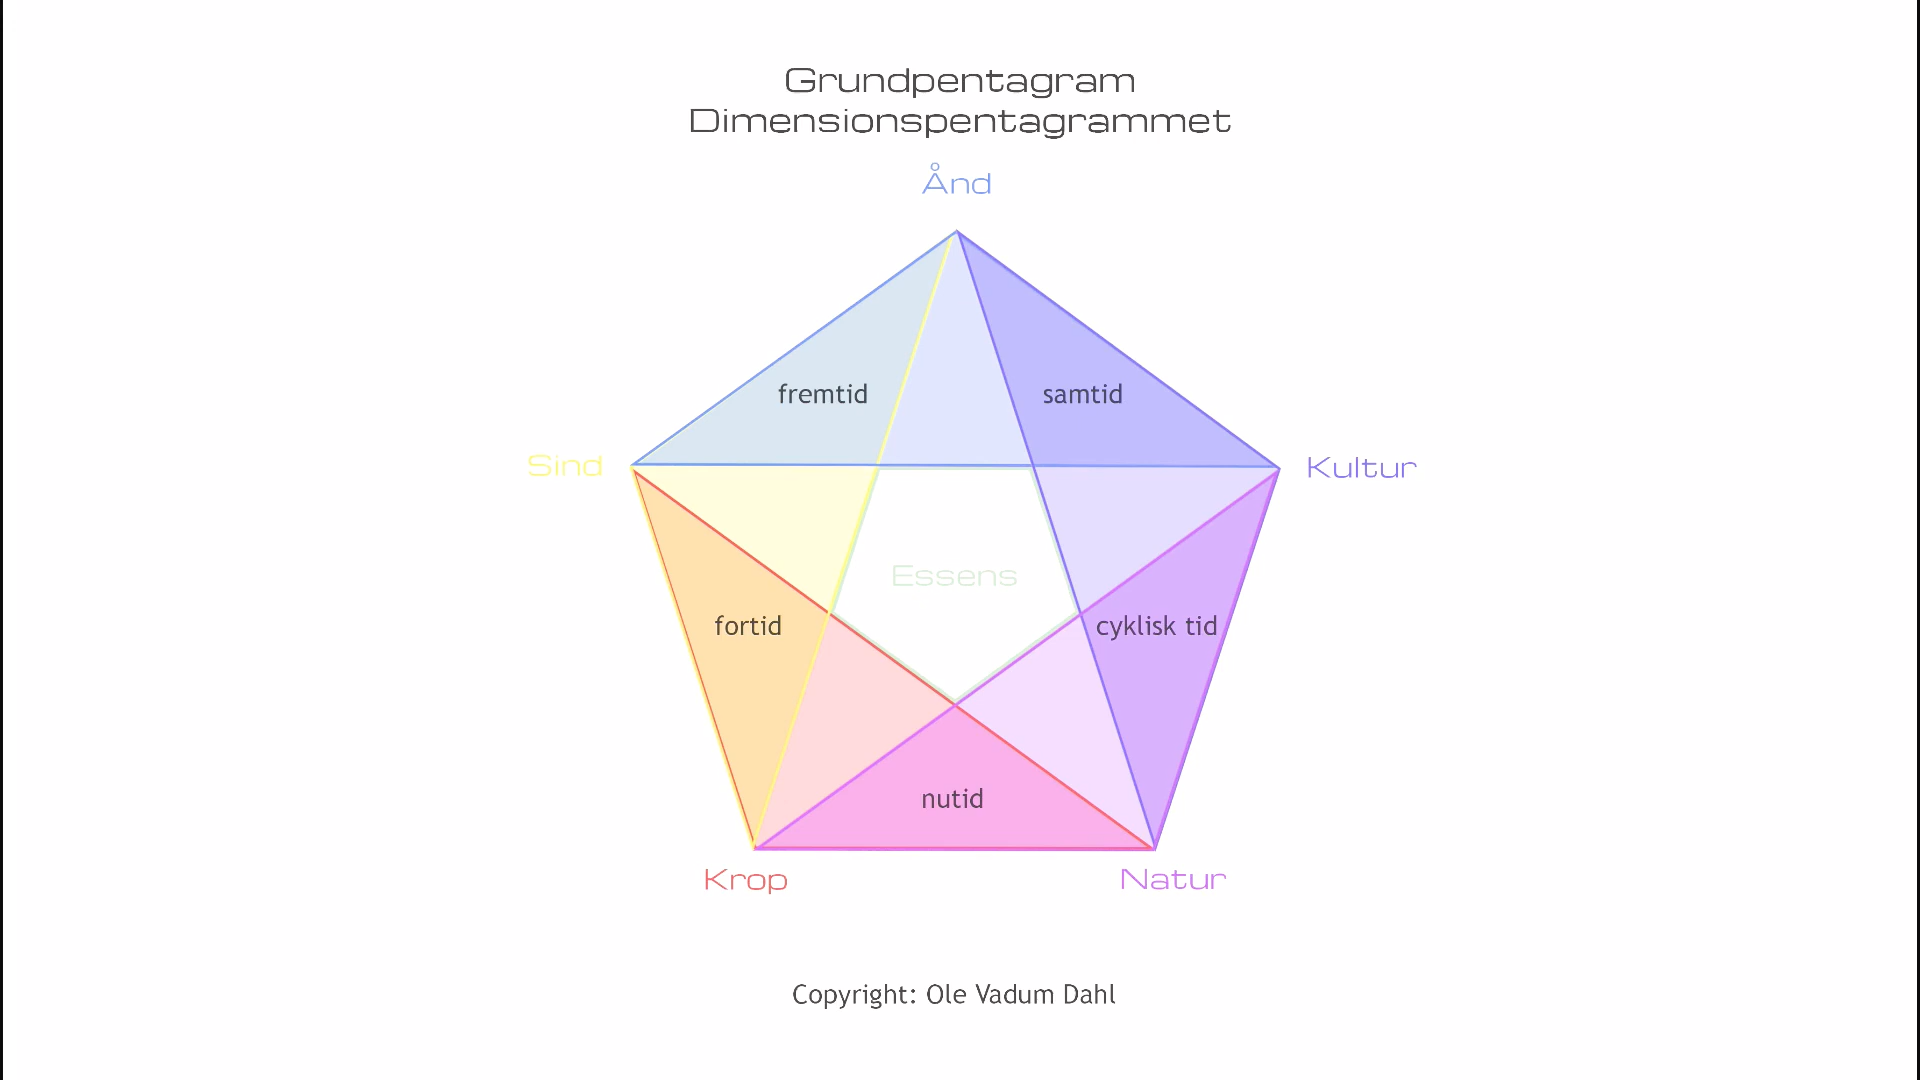 Grundpentagram
Dimensionspentagrammet
Ånd
fremtid
samtid
Sind
Kultur
Essens
fortid
cyklisk tid
nutid
Krop
Natur
Copyright: Ole Vadum Dahl